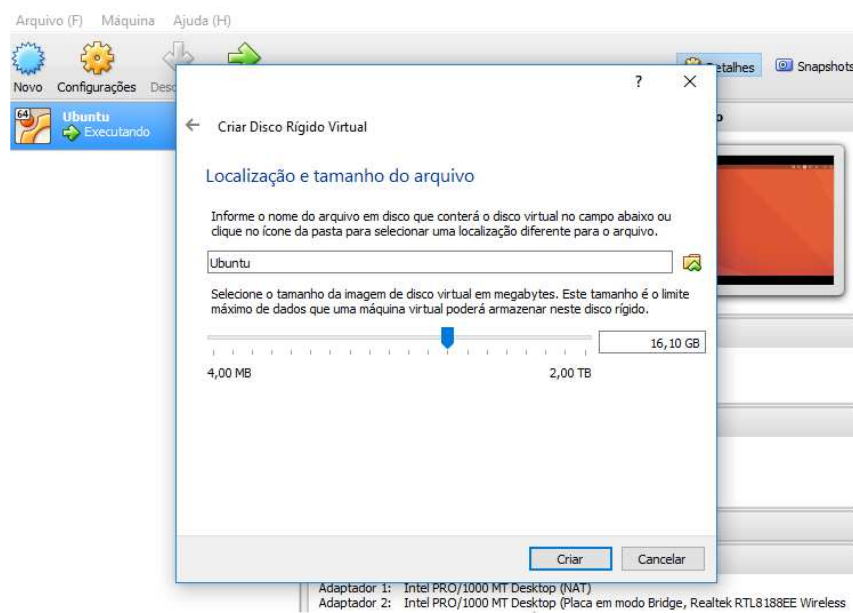 Arquivo (F) Máquina Ajuda (H)
Novo Configurações Desc
etalhes Snapshots
64 Ubuntu
Executando
? ×
← Criar Disco Rígido Virtual
Localização e tamanho do arquivo
Informe o nome do arquivo em disco que conterá o disco virtual no campo abaixo ou
clique no ícone da pasta para selecionar uma localização diferente para o arquivo.
Ubuntu
Selecione o tamanho da imagem de disco virtual em megabytes. Este tamanho é o limite
máximo de dados que uma máquina virtual poderá armazenar neste disco rígido.
16,10 GB
4,00 MB 2,00 TB
Criar Cancelar
Adaptador 1: Intel PRO/1000 MT Desktop (NAT)
Adaptador 2: Intel PRO/1000 MT Desktop (Placa em modo Bridge, Realtek RTL8188EE Wireless